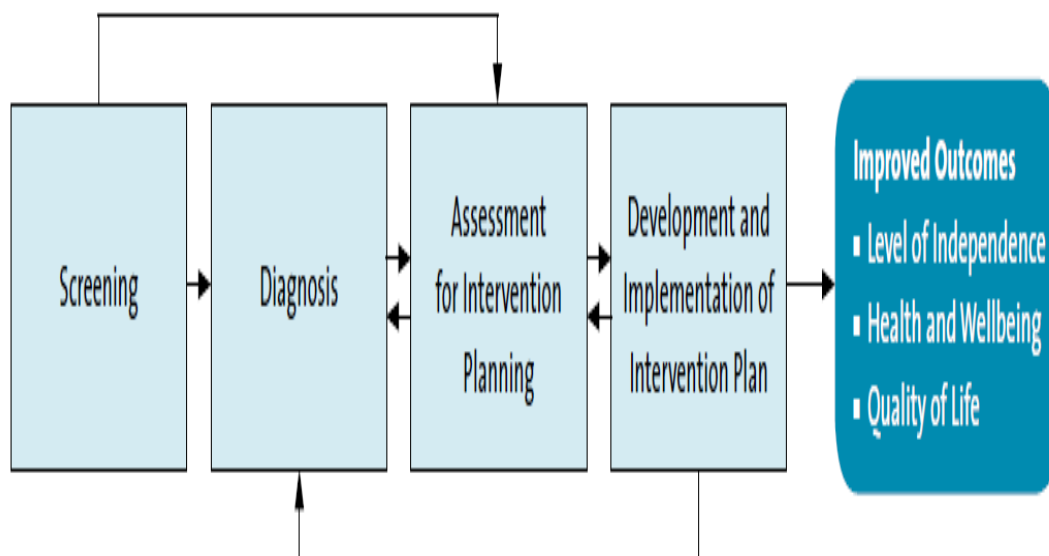 Screening
Diagnosis
Assessment
for Intervention
Planning
Development and
Implementation of
Intervention Plan
Improved Outcomes
▪ Level of Independence
▪ Health and Wellbeing
▪ Quality of Life